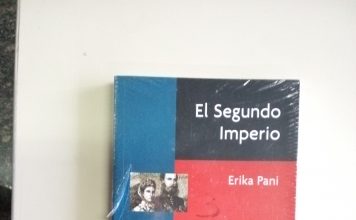 El Segundo
Imperio
Erika Pani